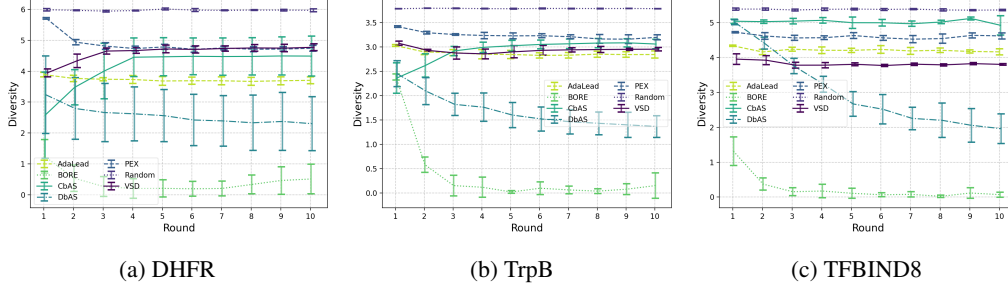 Diversity
6
5
4
3
2
1
0
AdaLead
BORE
CbAS
DbAS
PEX
Random
VSD
1 2 3 4 5 6 7 8 9 10
Round
(a) DHFR
Diversity
3.5
3.0
2.5
2.0
1.5
1.0
0.5
0.0
AdaLead
BORE
CbAS
DbAS
PEX
Random
VSD
1 2 3 4 5 6 7 8 9 10
Round
(b) TrpB
Diversity
5
4
3
2
1
0
AdaLead
BORE
CbAS
DbAS
PEX
Random
VSD
1 2 3 4 5 6 7 8 9 10
Round
(c) TFBIND8